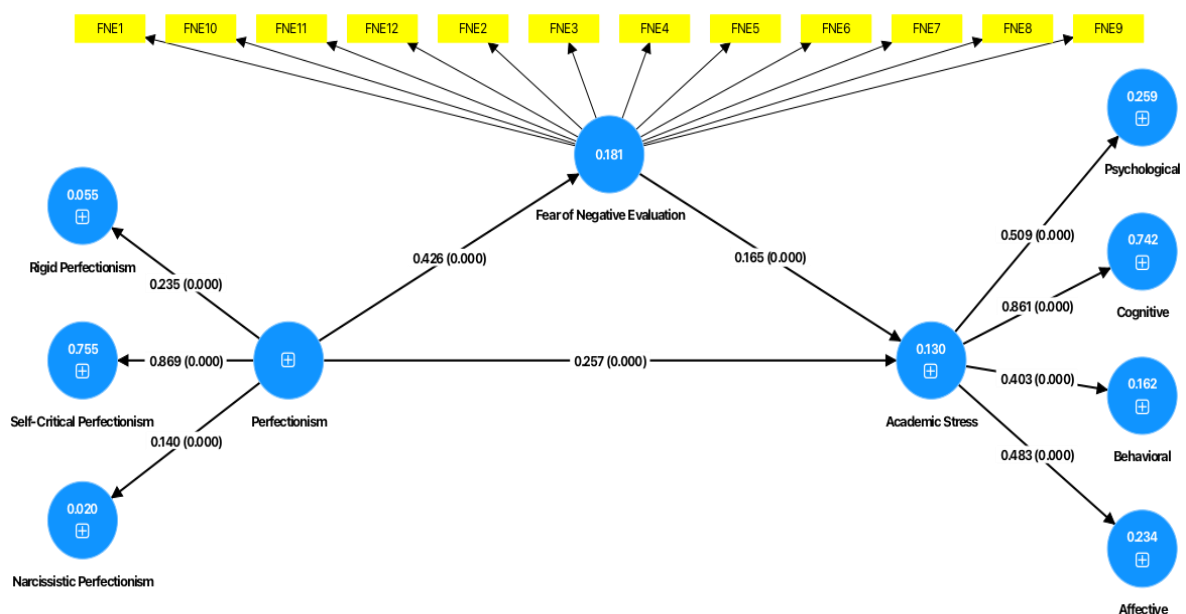 FNE1 FNE10 FNE11 FNE12 FNE2 FNE3 FNE4 FNE5 FNE6 FNE7 FNE8 FNE9
0.259
Psychological
0.181
Fear of Negative Evaluation
0.055
Rigid Perfectionism
0.509 (0.000)
0.426 (0.000)
0.165 (0.000)
0.742
Cognitive
0.235 (0.000)
0.861 (0.000)
0.755
Self-Critical Perfectionism
0.869 (0.000)
Perfectionism
0.257 (0.000)
0.130
Academic Stress
0.403 (0.000)
0.162
Behavioral
0.140 (0.000)
0.483 (0.000)
0.020
Narcissistic Perfectionism
0.234
Affective